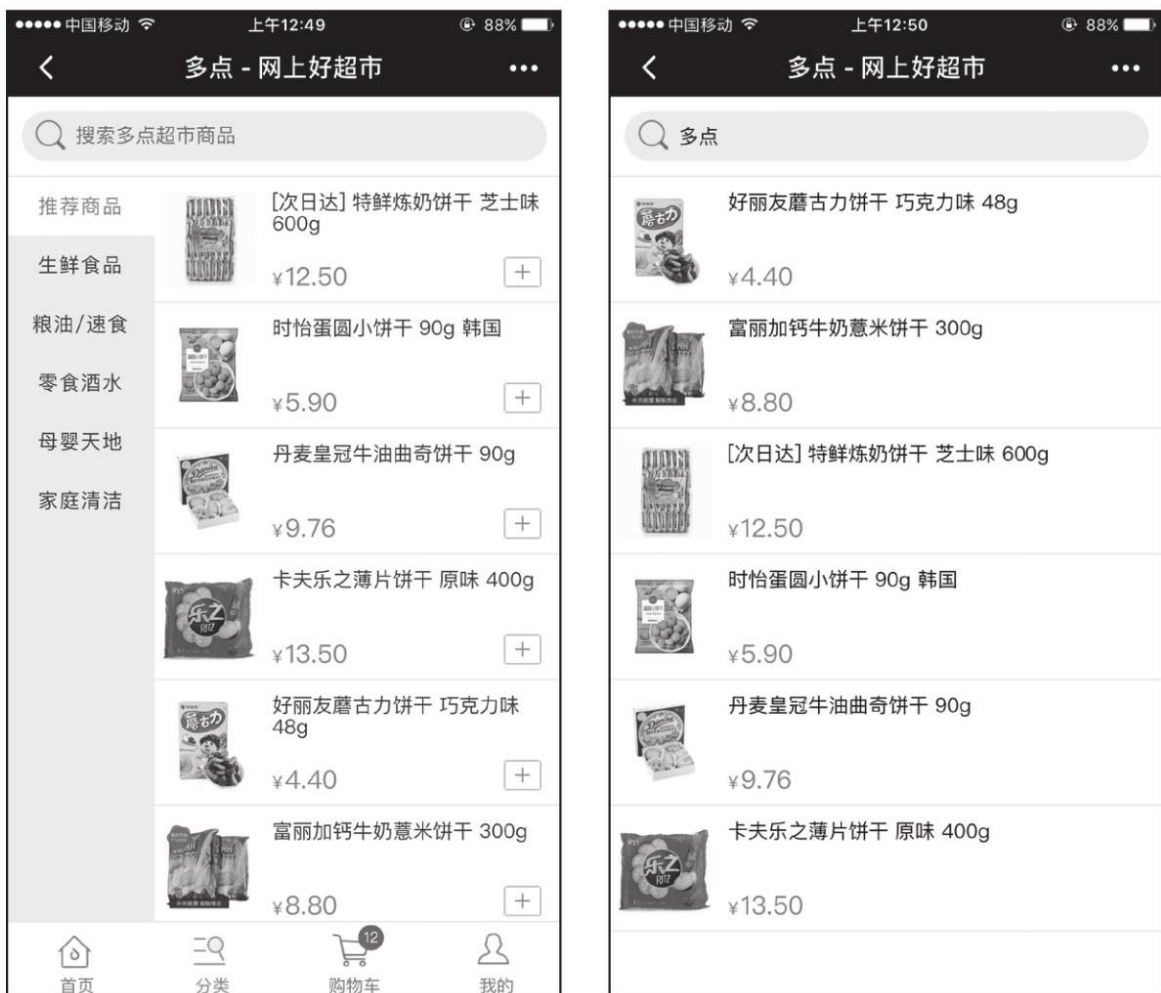 中国移动 上午12:49 88%
多点 - 网上好超市
搜索多点超市商品
推荐商品
生鲜食品
粮油/速食
零食酒水
母婴天地
家庭清洁
[次日达] 特鲜炼奶饼干 芝士味
600g
¥12.50
时怡蛋圆小饼干 90g 韩国
¥5.90
丹麦皇冠牛油曲奇饼干 90g
¥9.76
卡夫乐之薄片饼干 原味 400g
乐之
RITZ
¥13.50
好丽友蘑古力饼干 巧克力味
48g
蘑古力
¥4.40
富丽加钙牛奶薏米饼干 300g
¥8.80
首页
分类
12
购物车
我的
中国移动 上午12:50 88%
多点 - 网上好超市
多点
好丽友蘑古力饼干 巧克力味 48g
蘑古力
¥4.40
富丽加钙牛奶薏米饼干 300g
¥8.80
[次日达] 特鲜炼奶饼干 芝士味 600g
¥12.50
时怡蛋圆小饼干 90g 韩国
¥5.90
丹麦皇冠牛油曲奇饼干 90g
¥9.76
卡夫乐之薄片饼干 原味 400g
乐之
RITZ
¥13.50